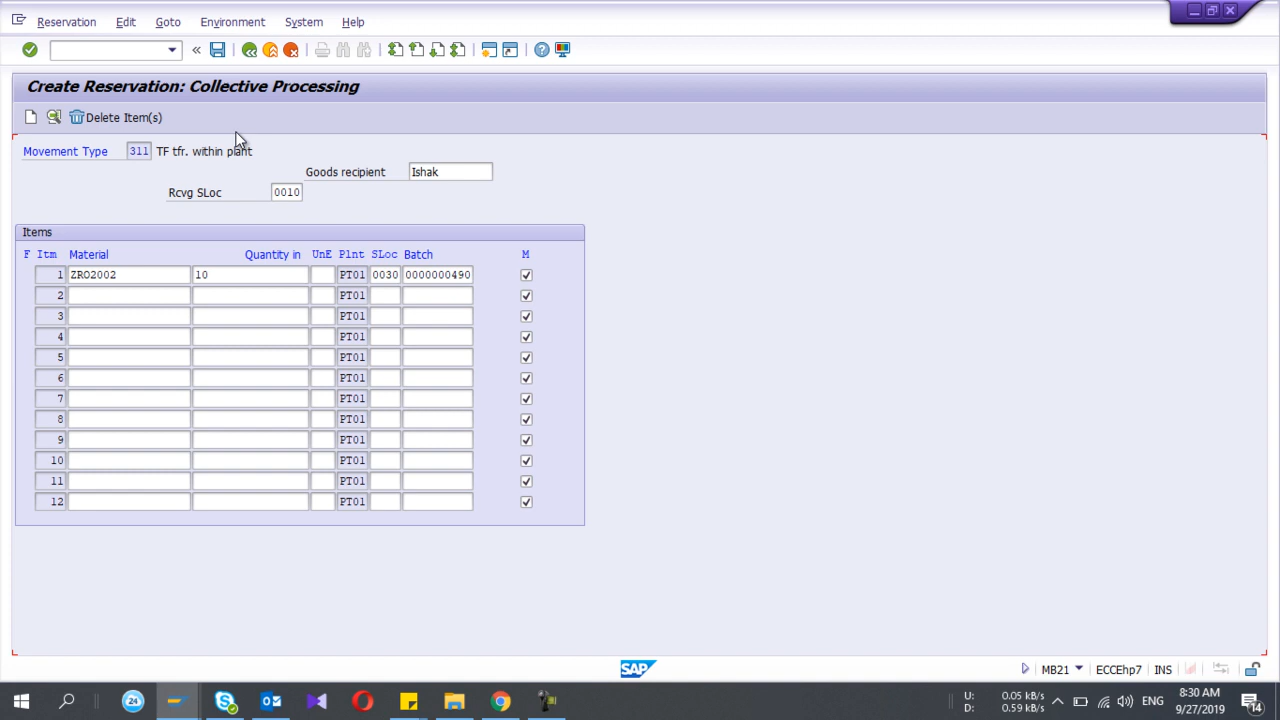 Reservation Edit Goto Environment System Help
Create Reservation: Collective Processing
Delete Item(s)
Movement Type 311 TF tfr. within plant
Goods recipient Ishak
Rcvg SLoc 0010
Items
F Itm Material Quantity in UnE Plnt SLoc Batch M
1 ZRO2002 10 PT01 0030 0000000490
2 PT01
3 PT01
4 PT01
5 PT01
6 PT01
7 PT01
8 PT01
9 PT01
10 PT01
11 PT01
12 PT01
SAP MB21 ECCEhp7 INS
24 U: 0.05 kB/s ENG 8:30 AM
D: 0.59 kB/s 9/27/2019 14